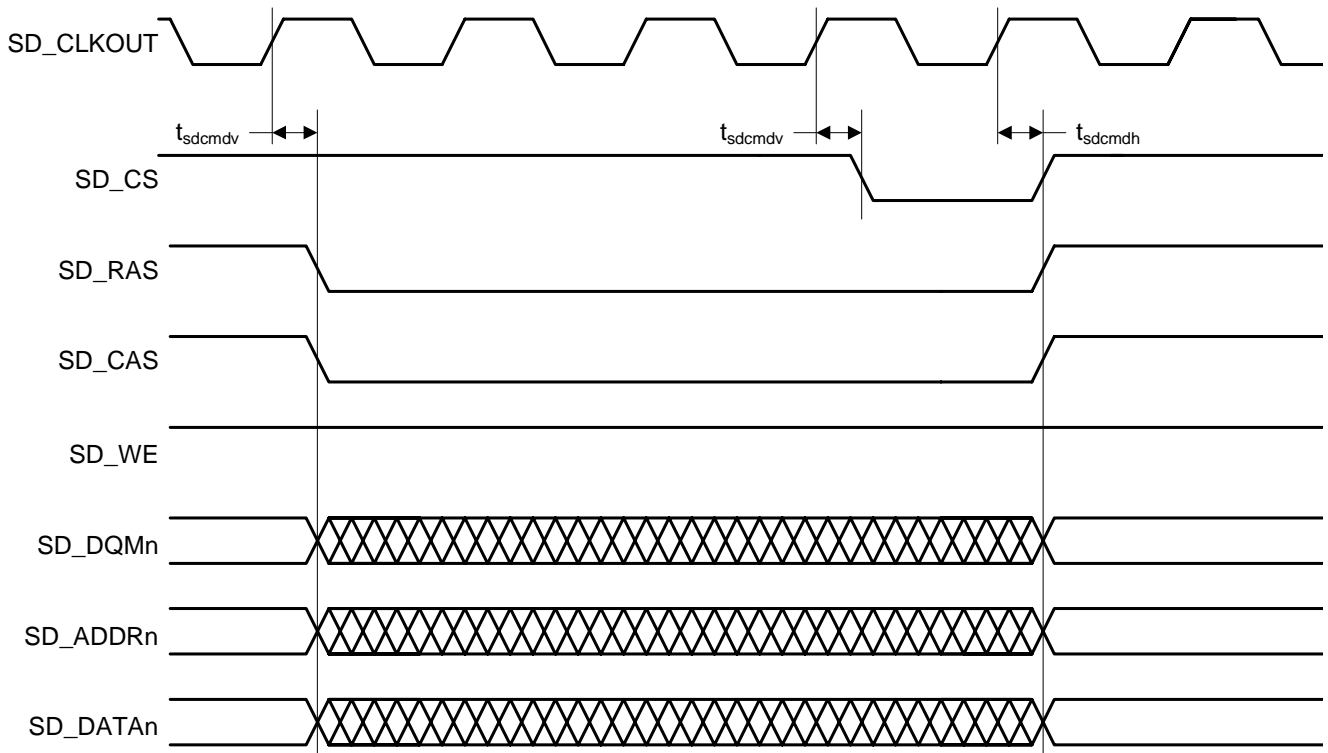 SD_CLKOUT
tsdcmdv
tsdcmdv
tsdcmdh
SD_CS
SD_RAS
SD_CAS
SD_WE
SD_DQMn
SD_ADDRn
SD_DATAn